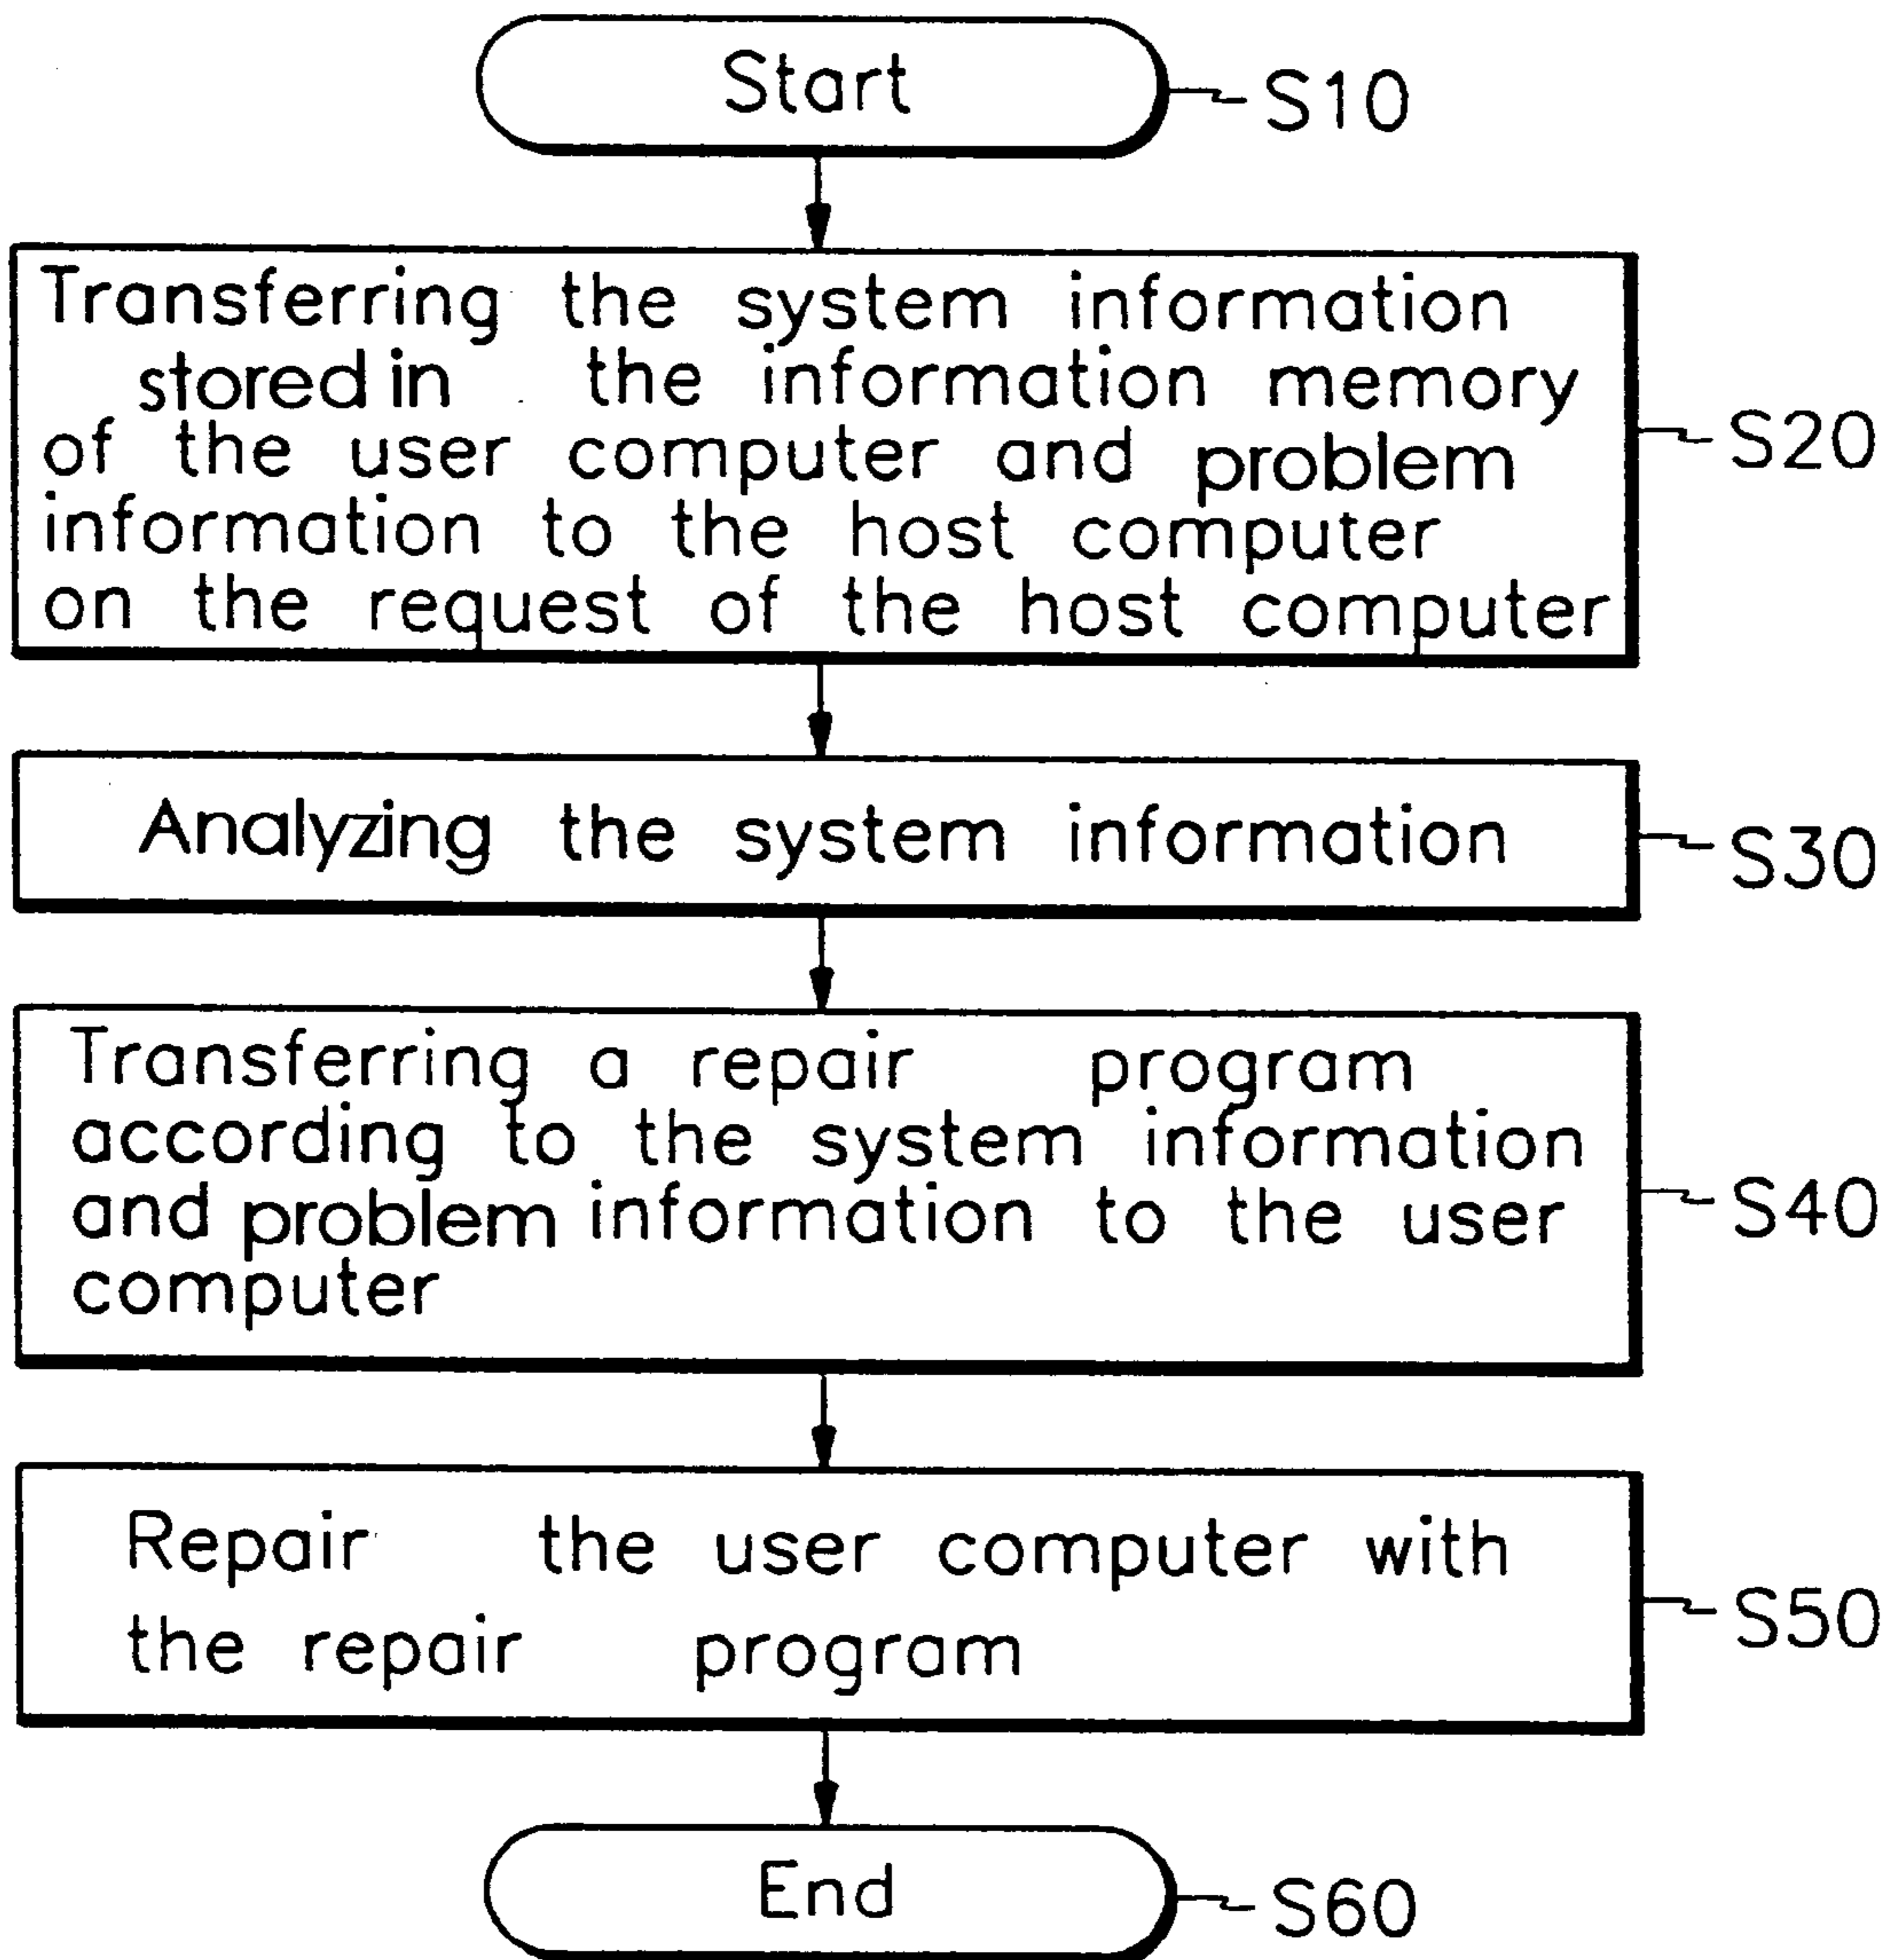 Start
S10
Transferring the system information
stored in the information memory
of the user computer and problem
information to the host computer
on the request of the host computer
S20
Analyzing the system information
S30
Transferring a repair program
according to the system information
and problem information to the user
computer
S40
Repair the user computer with
the repair program
S50
End
S60